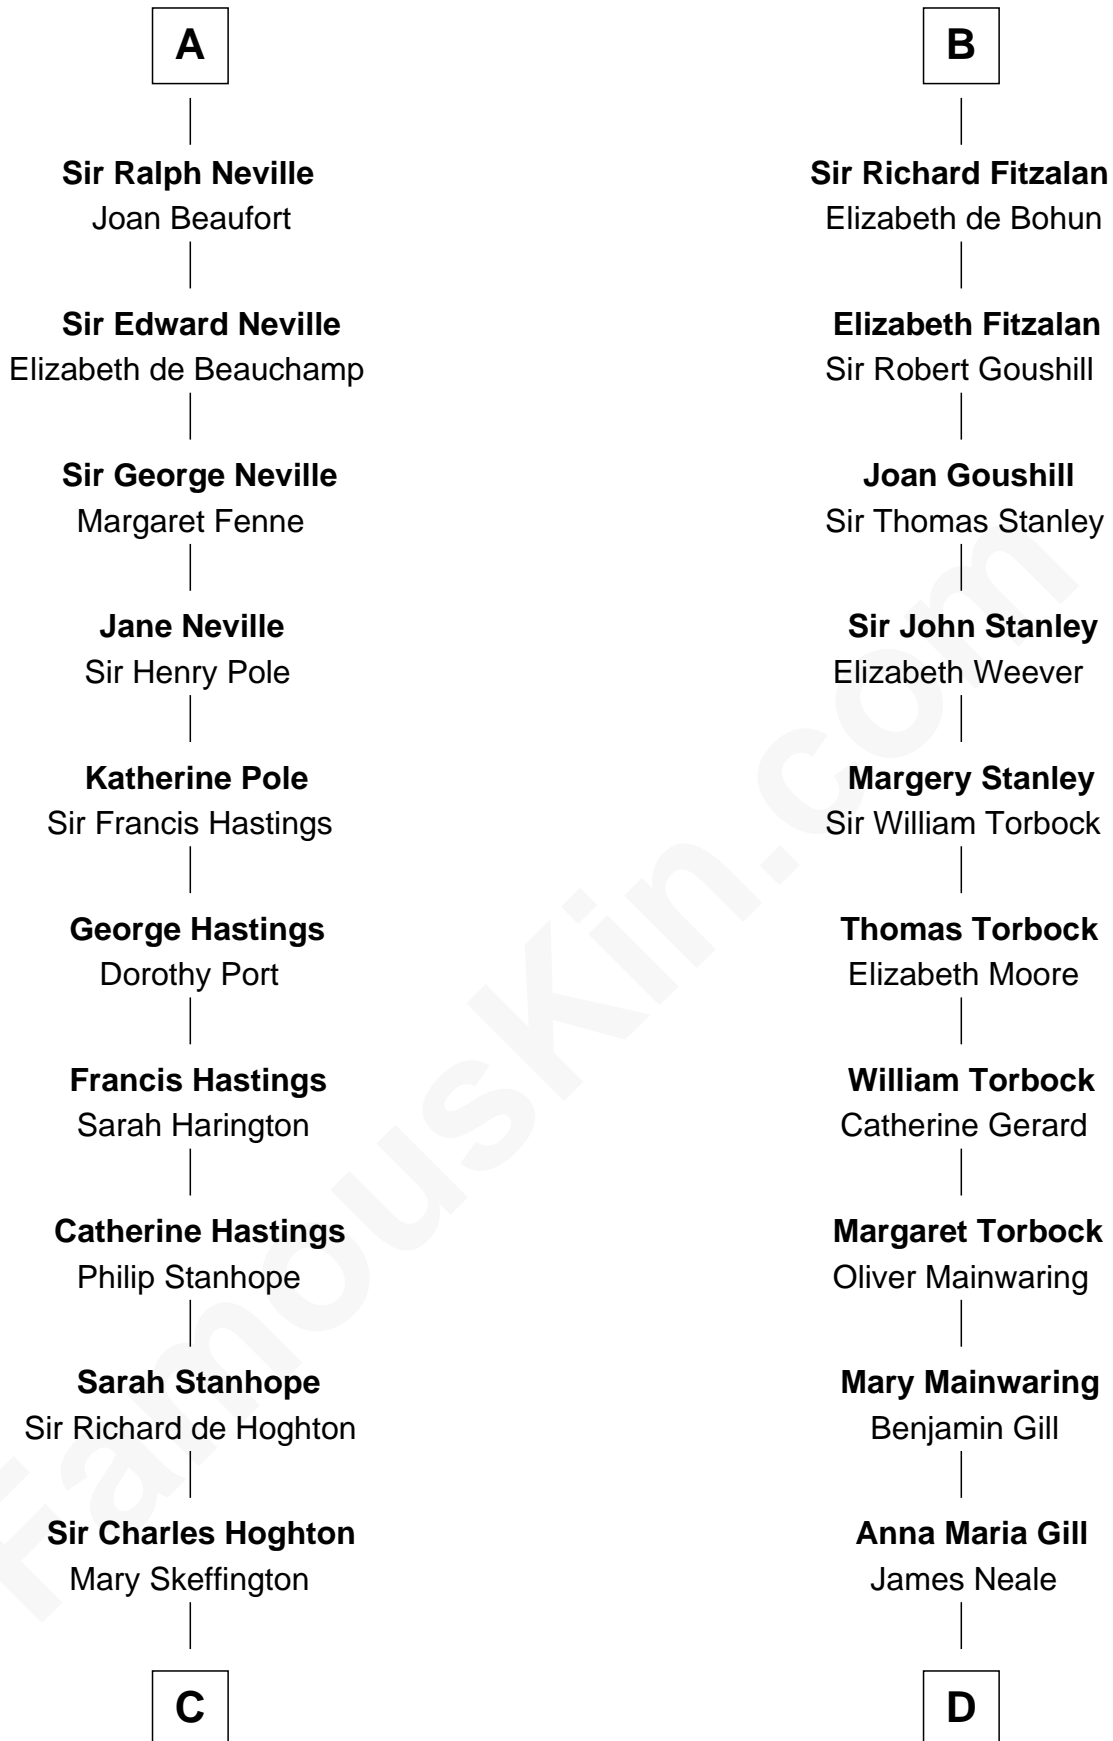 A
Sir Ralph Neville
Joan Beaufort
Sir Edward Neville
Elizabeth de Beauchamp
Sir George Neville
Margaret Fenne
Jane Neville
Sir Henry Pole
Katherine Pole
Sir Francis Hastings
George Hastings
Dorothy Port
Francis Hastings
Sarah Harington
Catherine Hastings
Philip Stanhope
Sarah Stanhope
Sir Richard de Hoghton
Sir Charles Hoghton
Mary Skeffington
C
B
Sir Richard Fitzalan
Elizabeth de Bohun
Elizabeth Fitzalan
Sir Robert Goushill
Joan Goushill
Sir Thomas Stanley
Sir John Stanley
Elizabeth Weever
Margery Stanley
Sir William Torbock
Thomas Torbock
Elizabeth Moore
William Torbock
Catherine Gerard
Margaret Torbock
Oliver Mainwaring
Mary Mainwaring
Benjamin Gill
Anna Maria Gill
James Neale
D
FamousKin.com